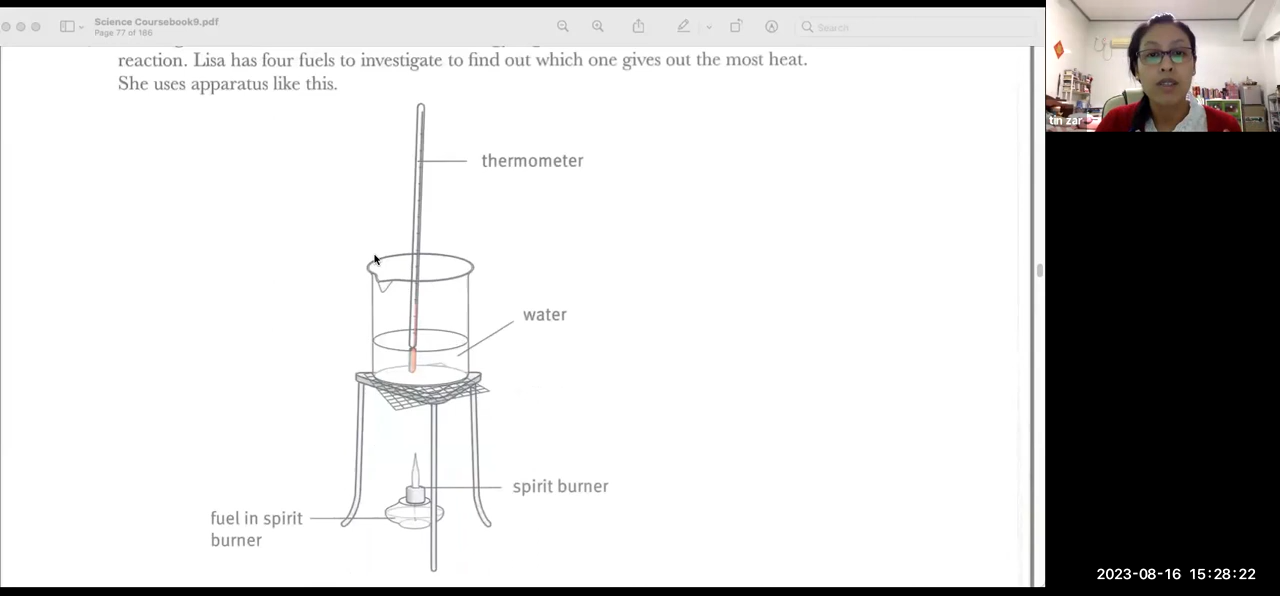 Science Coursebook9.pdf
Page 77 of 186
Search
reaction. Lisa has four fuels to investigate to find out which one gives out the most heat.
She uses apparatus like this.
thermometer
water
spirit burner
fuel in spirit
burner
tin zar
2023-08-16 15:28:22